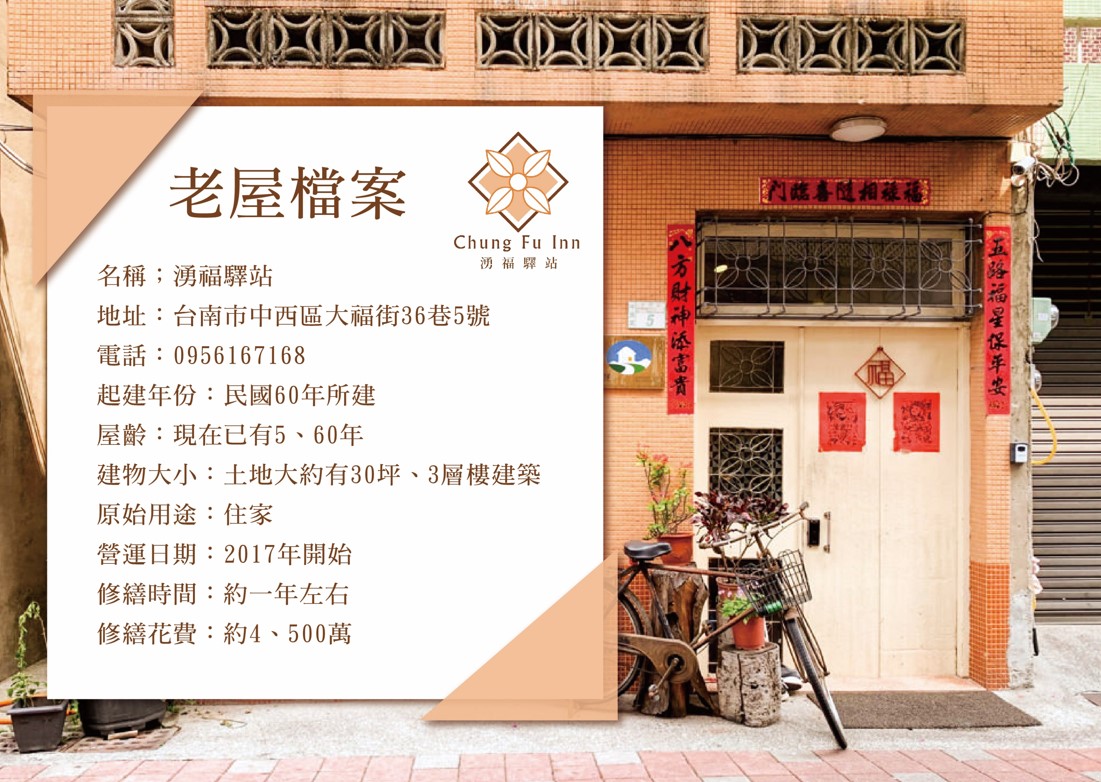 老屋檔案
Chung Fu Inn
湧福驛站
名稱；湧福驛站
地址：台南市中西區大福街36巷5號
電話：0956167168
起建年份：民國60年所建
屋齡：現在已有5、60年
建物大小：土地大約有30坪、3層樓建築
原始用途：住家
營運日期：2017年開始
修繕時間：約一年左右
修繕花費：約4、500萬
門臨喜隨相祿福
八方財神添富貴
五路福星保平安
福
5